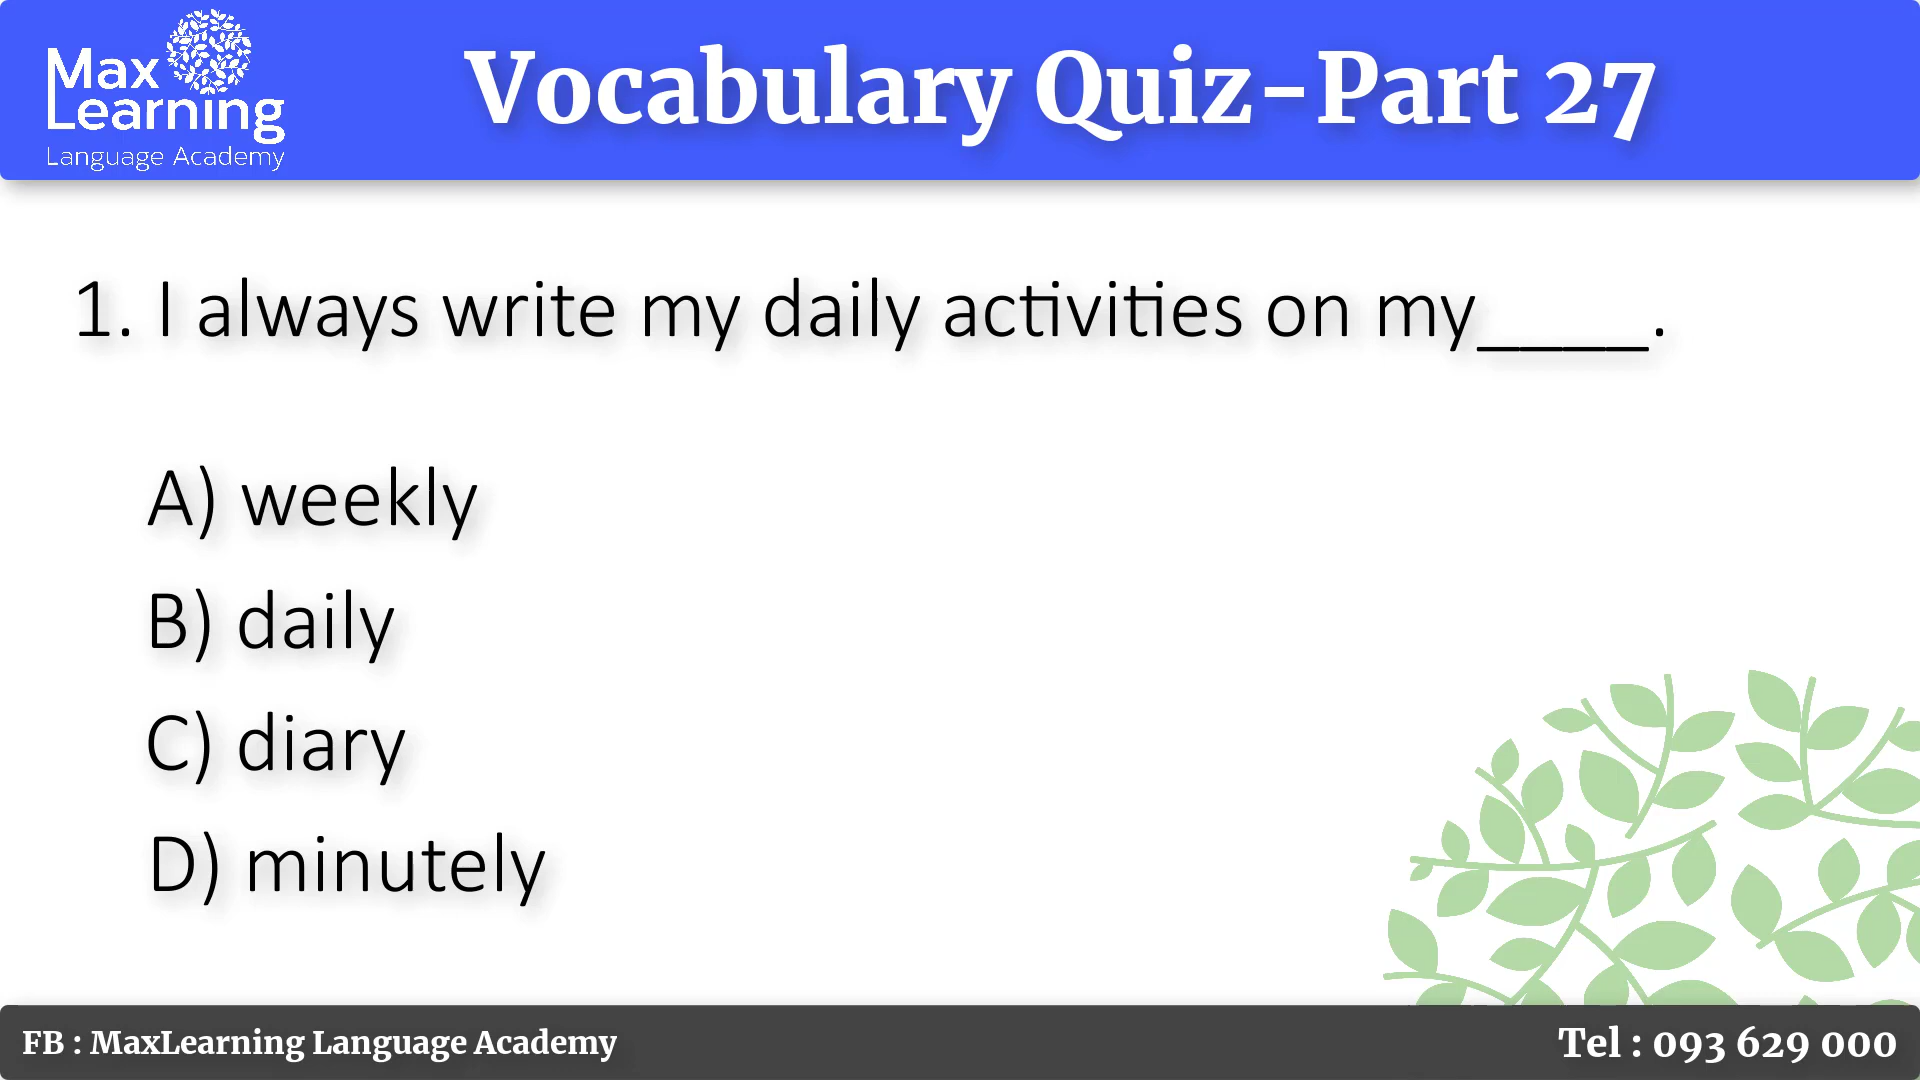 Max
Learning
Language Academy
Vocabulary Quiz-Part 27
1. I always write my daily activities on my____.
A) weekly
B) daily
C) diary
D) minutely
FB : MaxLearning Language Academy
Tel : 093 629 000